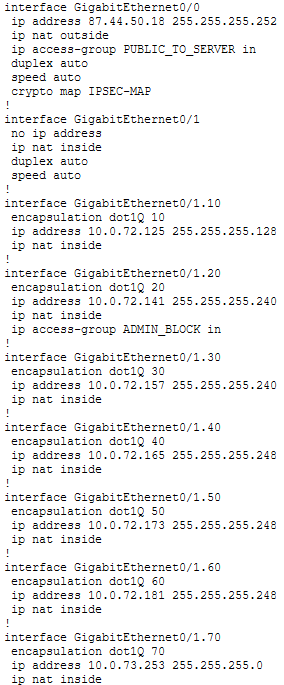 interface GigabitEthernet0/0
 ip address 87.44.50.18 255.255.255.252
 ip nat outside
 ip access-group PUBLIC_TO_SERVER in
 duplex auto
 speed auto
 crypto map IPSEC-MAP
!
interface GigabitEthernet0/1
 no ip address
 ip nat inside
 duplex auto
 speed auto
!
interface GigabitEthernet0/1.10
 encapsulation dot1Q 10
 ip address 10.0.72.125 255.255.255.128
 ip nat inside
!
interface GigabitEthernet0/1.20
 encapsulation dot1Q 20
 ip address 10.0.72.141 255.255.255.240
 ip nat inside
 ip access-group ADMIN_BLOCK in
!
interface GigabitEthernet0/1.30
 encapsulation dot1Q 30
 ip address 10.0.72.157 255.255.255.240
 ip nat inside
!
interface GigabitEthernet0/1.40
 encapsulation dot1Q 40
 ip address 10.0.72.165 255.255.255.248
 ip nat inside
!
interface GigabitEthernet0/1.50
 encapsulation dot1Q 50
 ip address 10.0.72.173 255.255.255.248
 ip nat inside
!
interface GigabitEthernet0/1.60
 encapsulation dot1Q 60
 ip address 10.0.72.181 255.255.255.248
 ip nat inside
!
interface GigabitEthernet0/1.70
 encapsulation dot1Q 70
 ip address 10.0.73.253 255.255.255.0
 ip nat inside